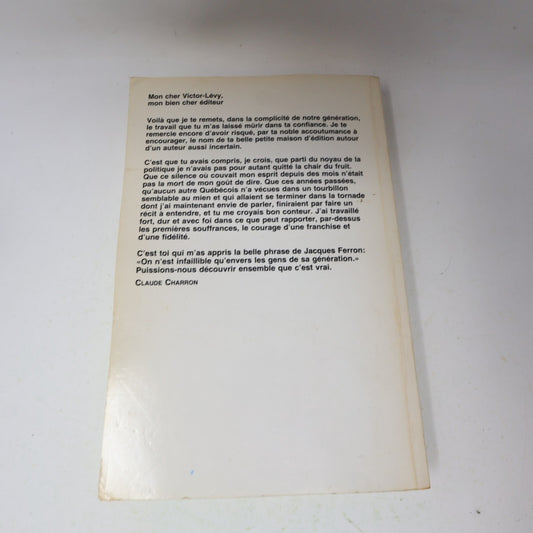 Mon cher Victor-Lévy,
mon bien cher éditeur
Voilà que je te remets, dans la complicité de notre génération,
le travail que tu m'as laissé mûrir dans ta confiance. Je te
remercie encore d'avoir risqué, par ta noble accoutumance à
encourager, le nom de ta belle petite maison d'édition autour
d'un auteur aussi incertain.
C'est que tu avais compris, je crois, que parti du noyau de la
politique je n'avais pas pour autant quitté la chair du fruit.
Que ce silence où couvait mon esprit depuis des mois n'était
pas la mort de mon goût de dire. Que ces années passées,
qu'aucun autre Québécois n'a vécues dans un tourbillon
semblable au mien et qui allaient se terminer dans la tornade
dont j'ai maintenant envie de parler, finiraient par faire un
récit à entendre, et tu me croyais bon conteur. J'ai travaillé
fort, dur et avec foi dans ce que peut rapporter, par-dessus
les premières souffrances, le courage d'une franchise et
d'une fidélité.
C'est toi qui m'as appris la belle phrase de Jacques Ferron:
«On n'est infaillible qu'envers les gens de sa génération.»
Puissions-nous découvrir ensemble que c'est vrai.
CLAUDE CHARRON